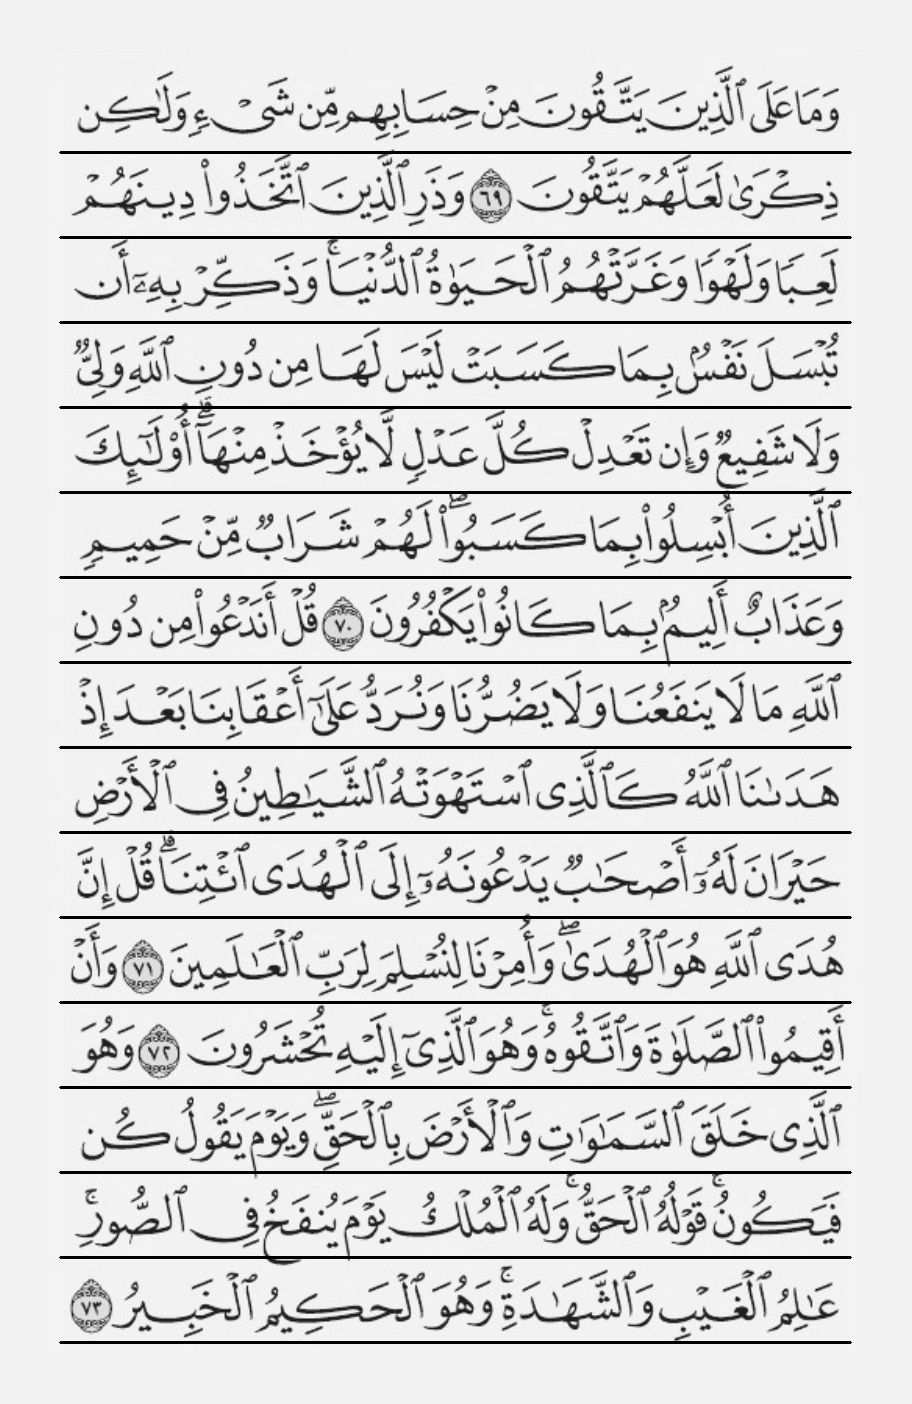 وَمَا عَلَى ٱلَّذِينَ يَتَّقُونَ مِنْ حِسَابِهِم مِّن شَىْءٍ وَلَٰكِن
ذِكْرَىٰ لَعَلَّهُمْ يَتَّقُونَ ٦٩ وَذَرِ ٱلَّذِينَ ٱتَّخَذُوا۟ دِينَهُمْ
لَعِبًا وَلَهْوًا وَغَرَّتْهُمُ ٱلْحَيَوٰةُ ٱلدُّنْيَا ۚ وَذَكِّرْ بِهِۦٓ أَن
تُبْسَلَ نَفْسٌۢ بِمَا كَسَبَتْ لَيْسَ لَهَا مِن دُونِ ٱللَّهِ وَلِىٌّ
وَلَا شَفِيعٌ وَإِن تَعْدِلْ كُلَّ عَدْلٍ لَّا يُؤْخَذْ مِنْهَآ ۗ أُو۟لَٰٓئِكَ
ٱلَّذِينَ أُبْسِلُوا۟ بِمَا كَسَبُوا۟ ۖ لَهُمْ شَرَابٌ مِّنْ حَمِيمٍ
وَعَذَابٌ أَلِيمٌۢ بِمَا كَانُوا۟ يَكْفُرُونَ ٧٠ قُلْ أَنَدْعُوا۟ مِن دُونِ
ٱللَّهِ مَا لَا يَنفَعُنَا وَلَا يَضُرُّنَا وَنُرَدُّ عَلَىٰٓ أَعْقَابِنَا بَعْدَ إِذْ
هَدَىٰنَا ٱللَّهُ كَٱلَّذِى ٱسْتَهْوَتْهُ ٱلشَّيَٰطِينُ فِى ٱلْأَرْضِ
حَيْرَانَ لَهُۥٓ أَصْحَٰبٌ يَدْعُونَهُۥٓ إِلَى ٱلْهُدَى ٱئْتِنَا ۗ قُلْ إِنَّ
هُدَى ٱللَّهِ هُوَ ٱلْهُدَىٰ ۖ وَأُمِرْنَا لِنُسْلِمَ لِرَبِّ ٱلْعَٰلَمِينَ ٧١ وَأَنْ
أَقِيمُوا۟ ٱلصَّلَوٰةَ وَٱتَّقُوهُ ۚ وَهُوَ ٱلَّذِىٓ إِلَيْهِ تُحْشَرُونَ ٧٢ وَهُوَ
ٱلَّذِى خَلَقَ ٱلسَّمَٰوَٰتِ وَٱلْأَرْضَ بِٱلْحَقِّ ۖ وَيَوْمَ يَقُولُ كُن
فَيَكُونُ ۚ قَوْلُهُ ٱلْحَقُّ ۚ وَلَهُ ٱلْمُلْكُ يَوْمَ يُنفَخُ فِى ٱلصُّورِ ۚ
عَٰلِمُ ٱلْغَيْبِ وَٱلشَّهَٰدَةِ ۚ وَهُوَ ٱلْحَكِيمُ ٱلْخَبِيرُ ٧٣